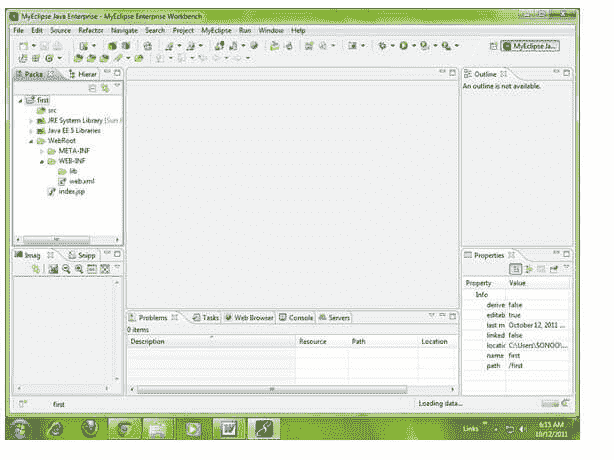 MyEclipse Java Enterprise - MyEclipse Enterprise Workbench
File Edit Source Refactor Navigate Search Project MyEclipse Run Window Help
MyEclipse Ja...
Packa Hierar
first
src
JRE System Library [Sun J
Java EE 5 Libraries
WebRoot
META-INF
WEB-INF
lib
web.xml
index.jsp
Outline
An outline is not available.
Imag Snipp
Properties
Property Value
Info
derive false
editab true
last m October 12, 2011 ...
linked false
locatic C:\Users\SONOO\...
name first
path /first
Problems Tasks Web Browser Console Servers
0 items
Description Resource Path Location
first
Loading data...
Links
6:15 AM
10/12/2011